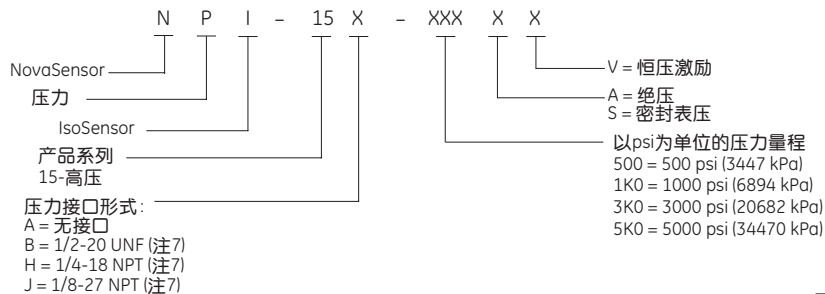 N P I – 15 X – XXX X X
NovaSensor
压力
IsoSensor
产品系列
15-高压
压力接口形式:
A = 无接口
B = 1/2-20 UNF (注7)
H = 1/4-18 NPT (注7)
J = 1/8-27 NPT (注7)
V = 恒压激励
A = 绝压
S = 密封表压
以psi为单位的压力量程
500 = 500 psi (3447 kPa)
1K0 = 1000 psi (6894 kPa)
3K0 = 3000 psi (20682 kPa)
5K0 = 5000 psi (34470 kPa)